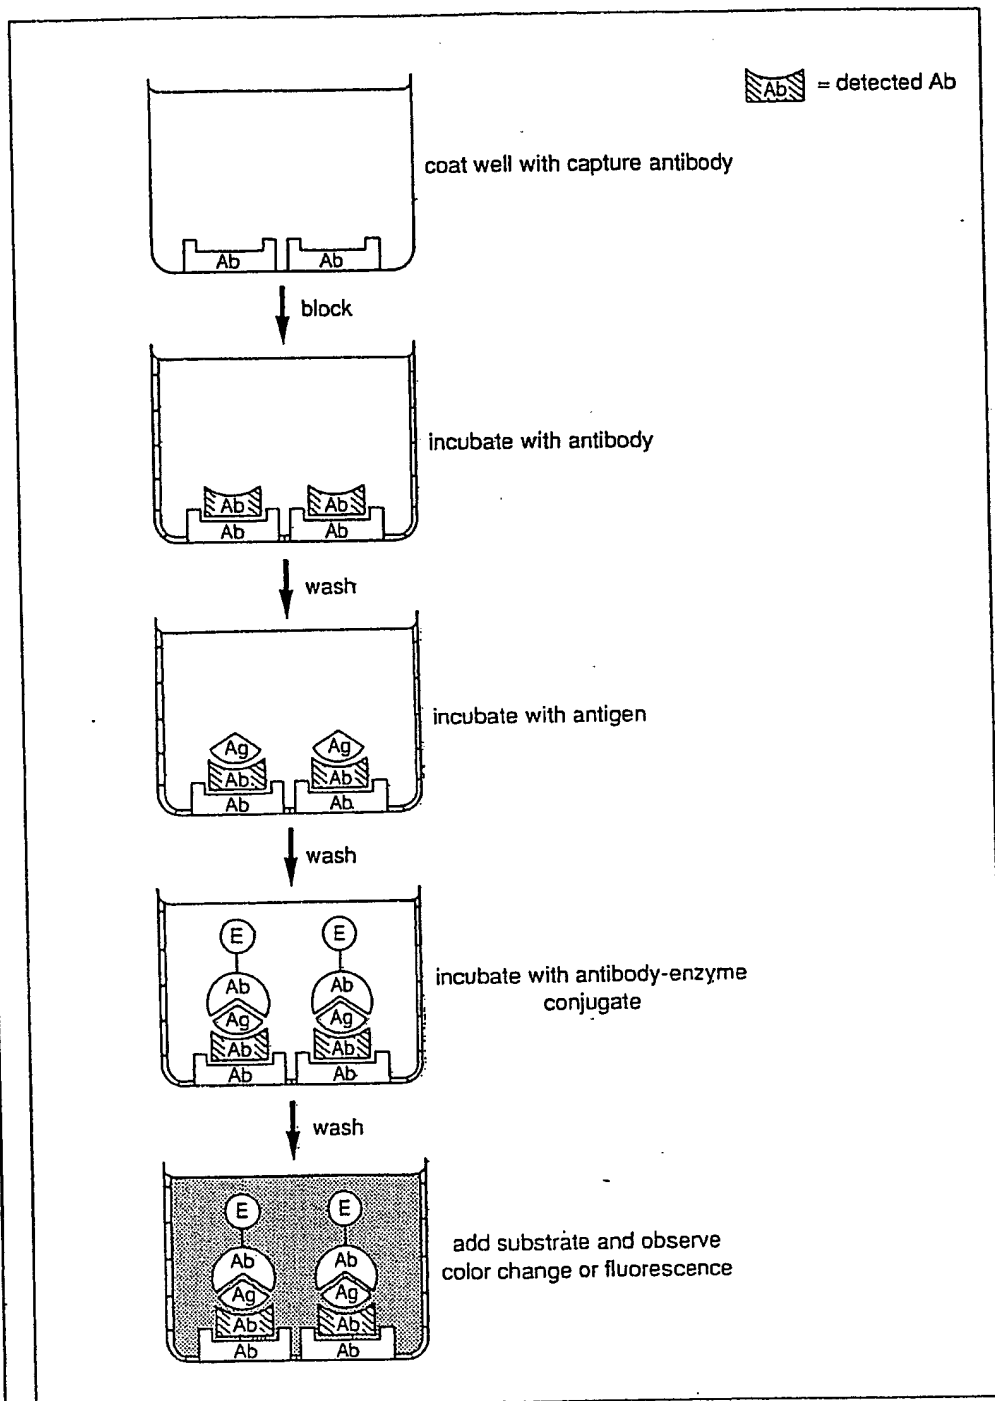 Ab = detected Ab
coat well with capture antibody
Ab Ab
block
incubate with antibody
Ab Ab
Ab Ab
wash
incubate with antigen
Ag Ag
Ab Ab
Ab Ab.
wash
E E
incubate with antibody-enzyme
conjugate
Ab Ab
Ag Ag
Ab Ab
Ab Ab
wash
E E
add substrate and observe
color change or fluorescence
Ab Ab
Ag Ag
Ab Ab
Ab Ab